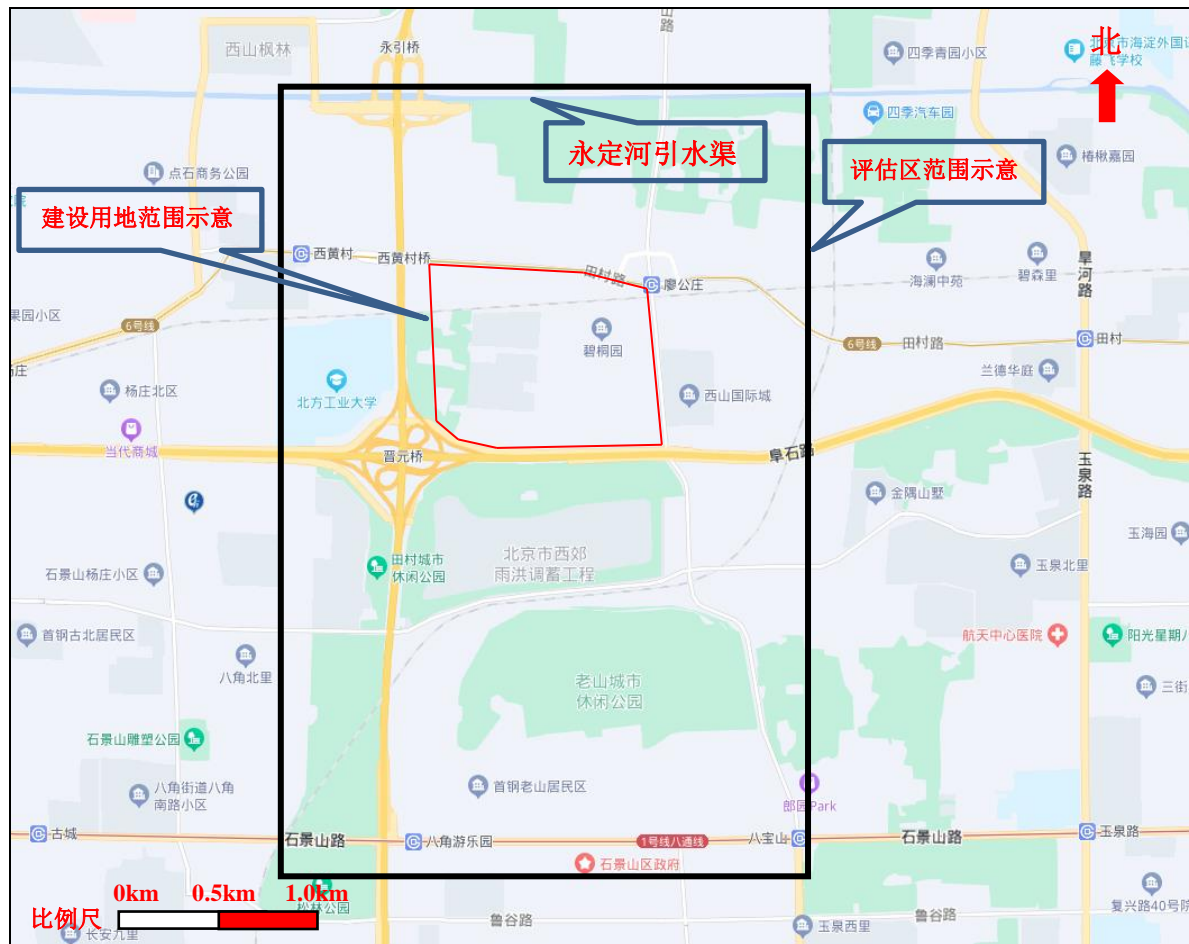 山路
西山枫林
永引桥
四季青园小区
北
藤飞学校
四季汽车园
永定河引水渠
评估区范围示意
椿楸嘉园
点石商务公园
建设用地范围示意
西黄村
西黄村桥
田村路
廖公庄
海澜中苑
碧森里
旱河路
果园小区
6号线
碧桐园
6号线
田村路
田村
兰德华庭
杨庄北区
北方工业大学
西山国际城
当代商城
晋元桥
阜石路
玉泉路
金隅山墅
玉海园
北京市西郊
雨洪调蓄工程
田村城市
休闲公园
石景山杨庄小区
玉泉北里
首钢古北居民区
航天中心医院
阳光星期八
八角北里
老山城市
休闲公园
三街
石景山雕塑公园
八角街道八角
南路小区
首钢老山居民区
郎园Park
古城
石景山路
八角游乐园
1号线八通线
八宝山
石景山路
玉泉路
石景山区政府
0km 0.5km 1.0km
松林公园
比例尺
鲁谷路
鲁谷路
复兴路40号院
长安九里
玉泉西里